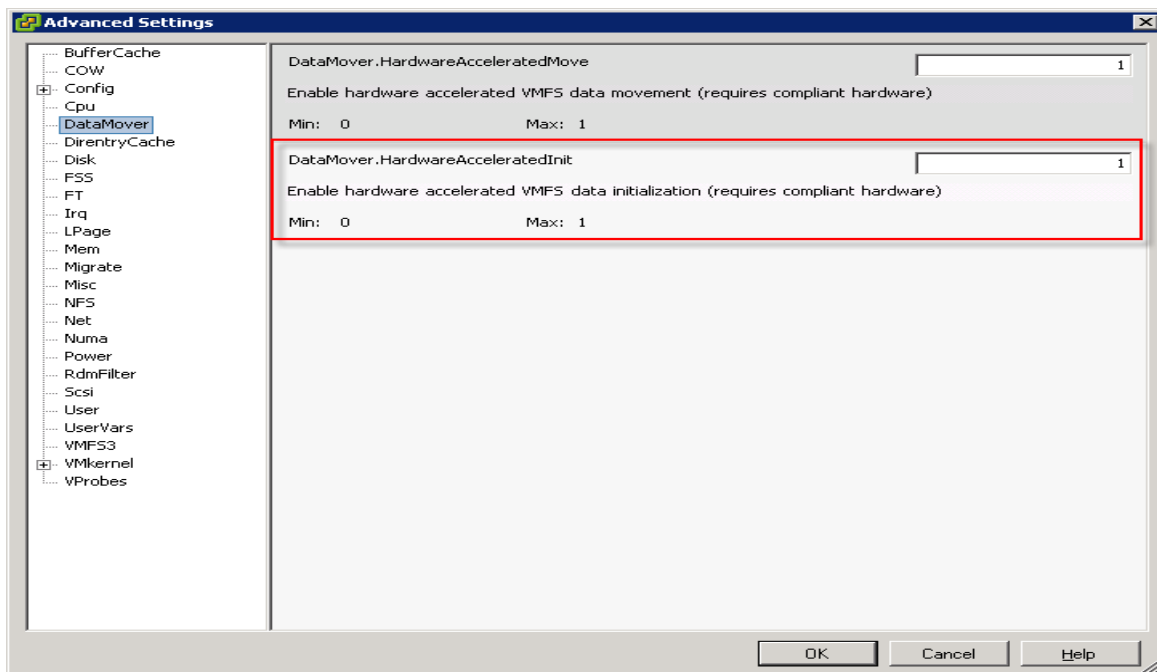 Advanced Settings
BufferCache
COW
Config
Cpu
DataMover
DirentryCache
Disk
FSS
FT
Irq
LPage
Mem
Migrate
Misc
NFS
Net
Numa
Power
RdmFilter
Scsi
User
UserVars
VMFS3
VMkernel
VProbes
DataMover.HardwareAcceleratedMove 1
Enable hardware accelerated VMFS data movement (requires compliant hardware)
Min: 0 Max: 1
DataMover.HardwareAcceleratedInit 1
Enable hardware accelerated VMFS data initialization (requires compliant hardware)
Min: 0 Max: 1
OK Cancel Help